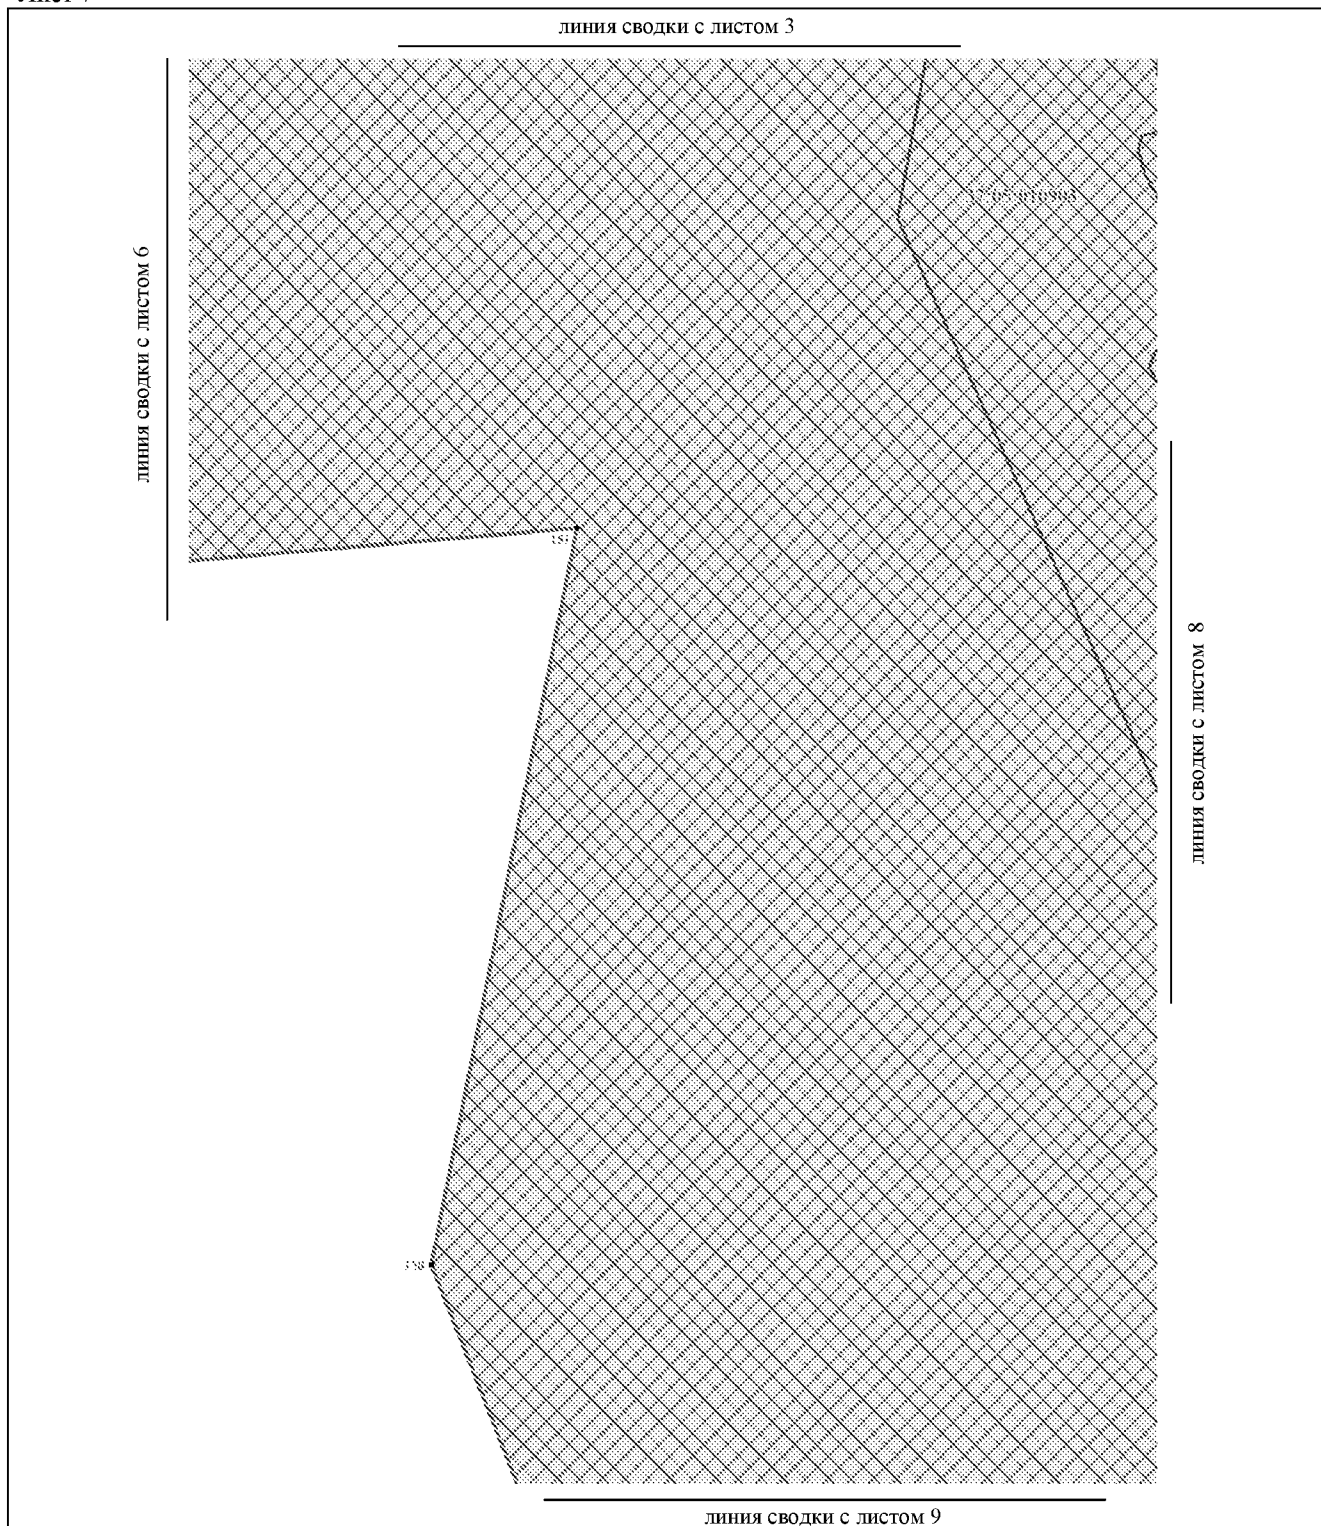 линия сводки с листом 3
линия сводки с листом 6
линия сводки с листом 8
линия сводки с листом 9